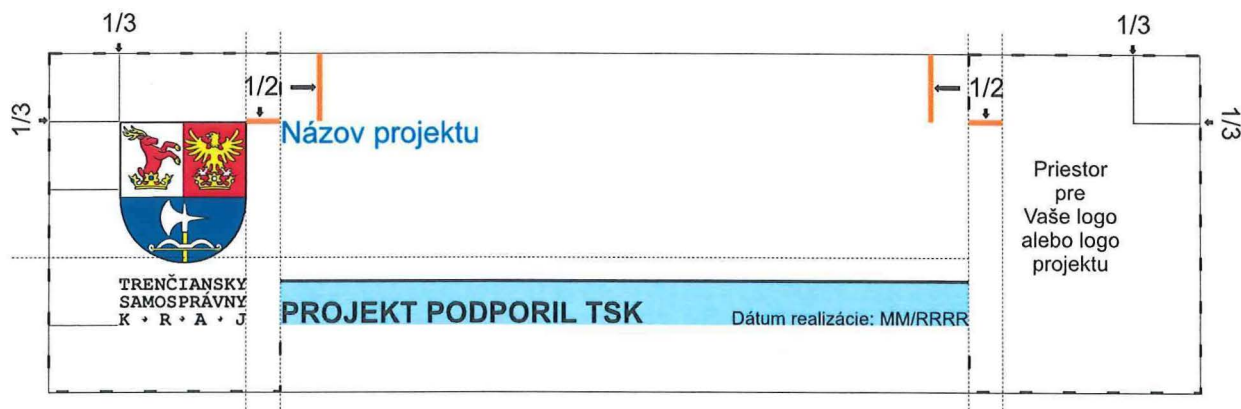 1/3
1/3
1/2
1/2
1/3
1/3
Názov projektu
Priestor
pre
Vaše logo
alebo logo
projektu
TRENČIANSKY
SAMOSPRÁVNY
K • R • A • J
PROJEKT PODPORIL TSK
Dátum realizácie: MM/RRRR